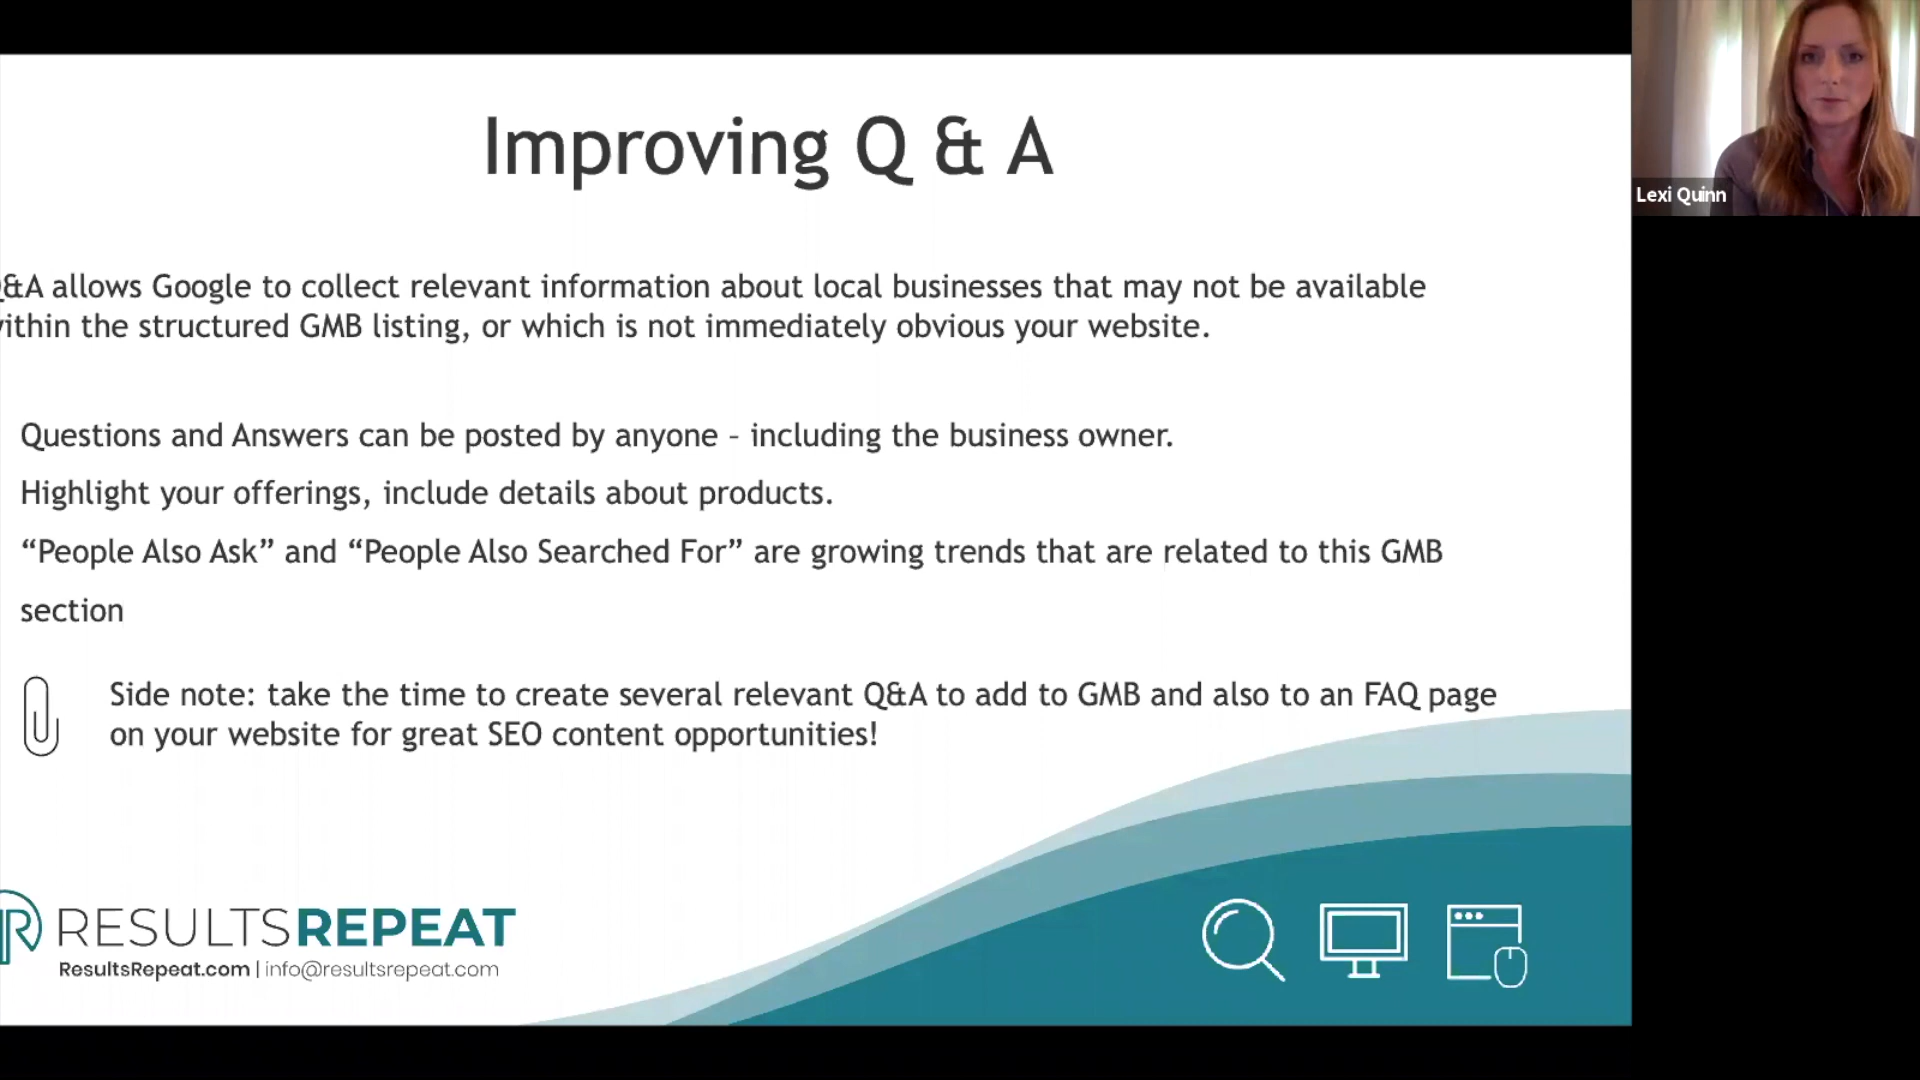 Improving Q & A
Lexi Quinn
Q&A allows Google to collect relevant information about local businesses that may not be available
within the structured GMB listing, or which is not immediately obvious your website.
Questions and Answers can be posted by anyone – including the business owner.
Highlight your offerings, include details about products.
“People Also Ask” and “People Also Searched For” are growing trends that are related to this GMB
section
Side note: take the time to create several relevant Q&A to add to GMB and also to an FAQ page
on your website for great SEO content opportunities!
RESULTSREPEAT
ResultsRepeat.com | info@resultsrepeat.com